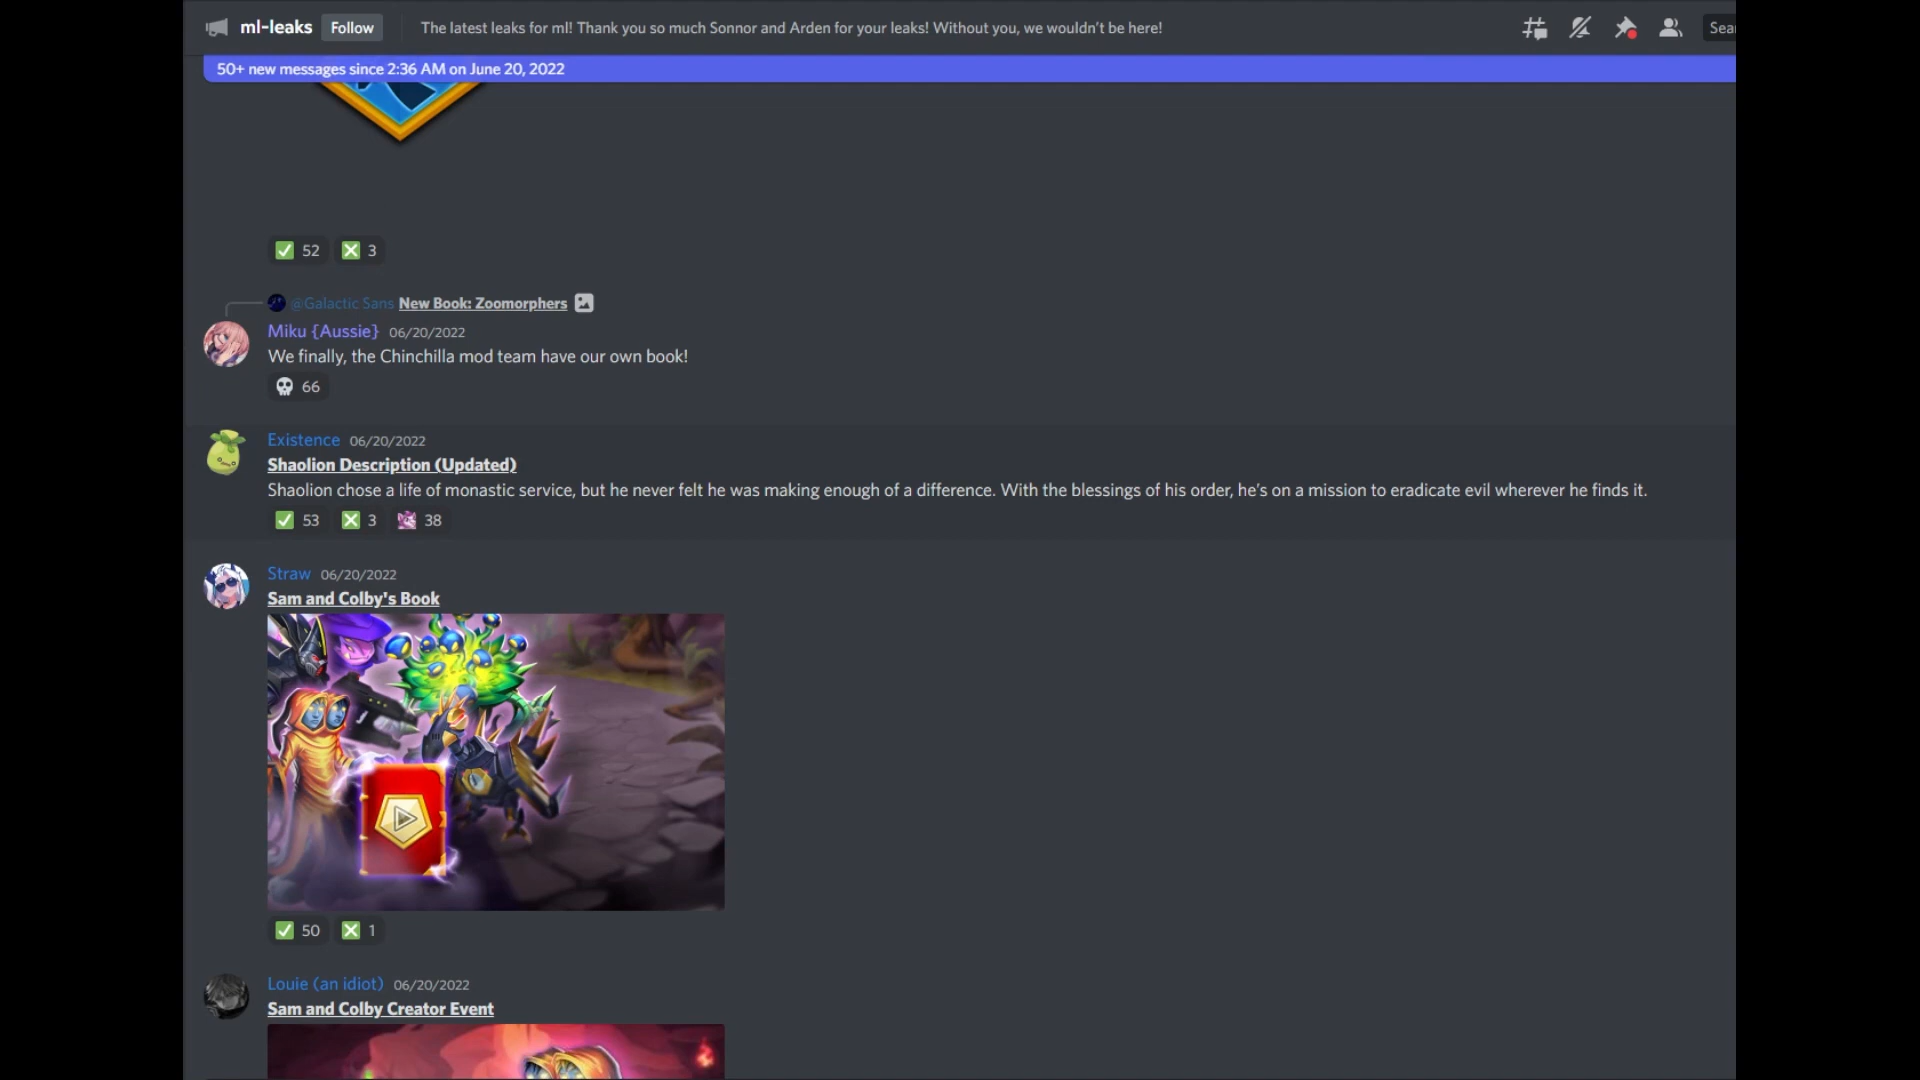 ml-leaks Follow The latest leaks for ml! Thank you so much Sonnor and Arden for your leaks! Without you, we wouldn't be here! Sea
50+ new messages since 2:36 AM on June 20, 2022
52 3
@Galactic Sans New Book: Zoomorphers
Miku {Aussie} 06/20/2022
We finally, the Chinchilla mod team have our own book!
66
Existence 06/20/2022
Shaolion Description (Updated)
Shaolion chose a life of monastic service, but he never felt he was making enough of a difference. With the blessings of his order, he's on a mission to eradicate evil wherever he finds it.
53 3 38
Straw 06/20/2022
Sam and Colby's Book
50 1
Louie (an idiot) 06/20/2022
Sam and Colby Creator Event